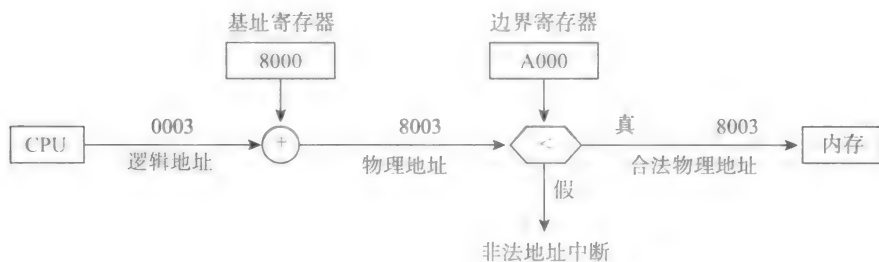 基址寄存器
边界寄存器
8000
A000
CPU
0003
逻辑地址
+
8003
物理地址
<
真
8003
合法物理地址
内存
假
非法地址中断